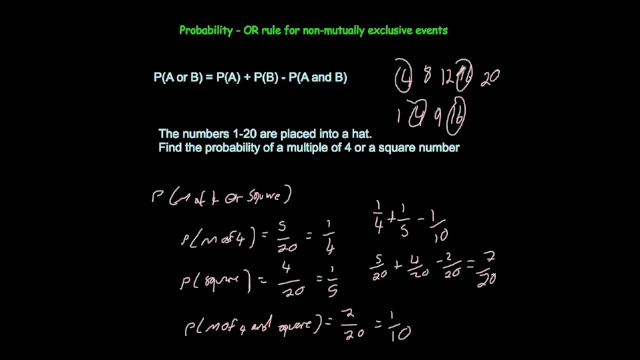 Probability - OR rule for non-mutually exclusive events
P(A or B) = P(A) + P(B) - P(A and B)
4 8 12 16 20
1 4 9 16
The numbers 1-20 are placed into a hat.
Find the probability of a multiple of 4 or a square number
P(m of 4 or square)
P(m of 4) = 5/20 = 1/4
P(square) = 4/20 = 1/5
P(m of 4 and square) = 2/20 = 1/10
1/4 + 1/5 - 1/10
5/20 + 4/20 - 2/20 = 7/20